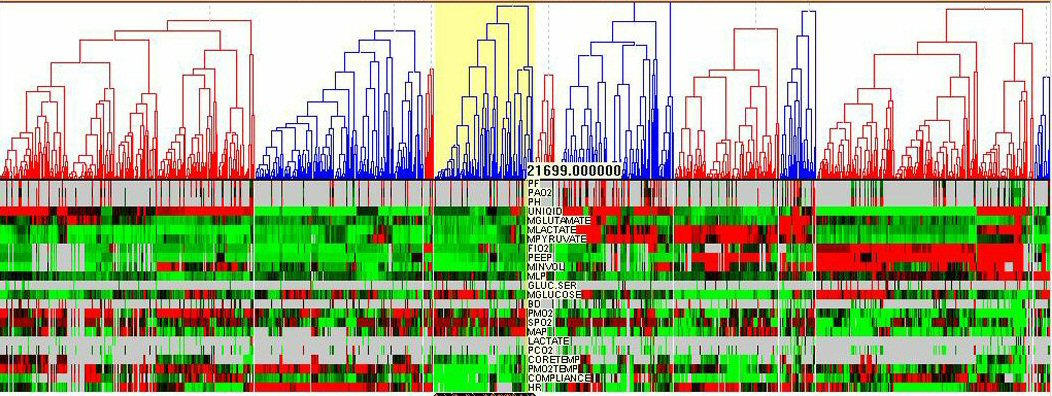 21699.000000
PF
PAO2
PH
UNIQID
MGLUTAMATE
MLACTATE
MPYRUVATE
FIO2
PEEP
MINVOL
MLP
GLUC.SER
MGLUCOSE
BD
PMO2
SPO2
MAP
LACTATE
PCO2
CORETEMP
PMO2TEMP
COMPLIANCE
HR